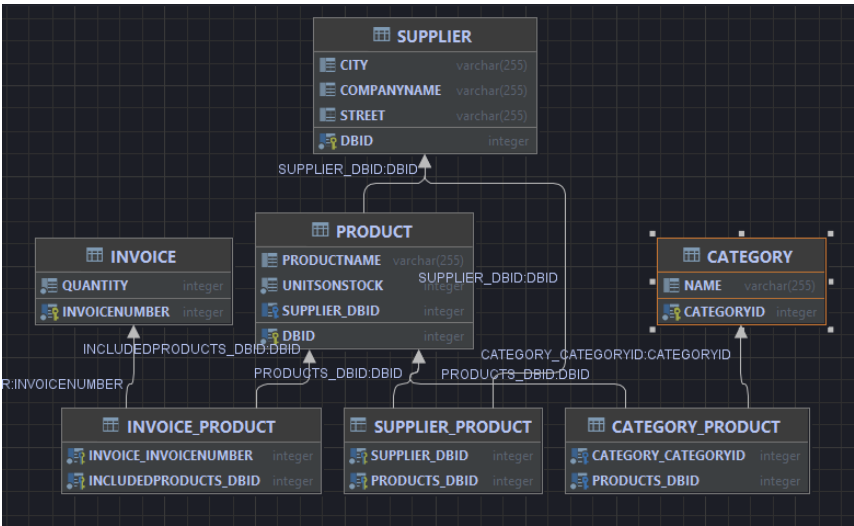 SUPPLIER
CITY varchar(255)
COMPANYNAME varchar(255)
STREET varchar(255)
DBID integer
SUPPLIER_DBID:DBID
PRODUCT
PRODUCTNAME varchar(255)
UNITSONSTOCK integer
SUPPLIER_DBID integer
DBID integer
SUPPLIER_DBID:DBID
INVOICE
QUANTITY integer
INVOICENUMBER integer
CATEGORY
NAME varchar(255)
CATEGORYID integer
INCLUDEDPRODUCTS_DBID:DBID
CATEGORY_CATEGORYID:CATEGORYID
PRODUCTS_DBID:DBID
PRODUCTS_DBID:DBID
R:INVOICENUMBER
INVOICE_PRODUCT
INVOICE_INVOICENUMBER integer
INCLUDEDPRODUCTS_DBID integer
SUPPLIER_PRODUCT
SUPPLIER_DBID integer
PRODUCTS_DBID integer
CATEGORY_PRODUCT
CATEGORY_CATEGORYID integer
PRODUCTS_DBID integer